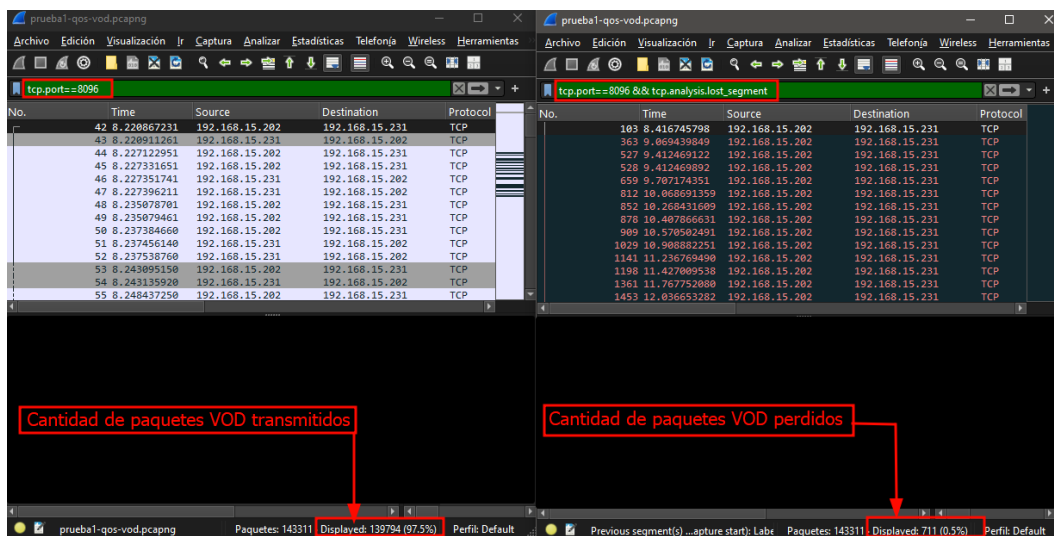 prueba1-qos-vod.pcapng
Archivo Edición Visualización Ir Captura Analizar Estadísticas Telefonía Wireless Herramientas
tcp.port==8096
No. Time Source Destination Protocol
42 8.220867231 192.168.15.202 192.168.15.231 TCP
43 8.220911261 192.168.15.231 192.168.15.202 TCP
44 8.227122951 192.168.15.202 192.168.15.231 TCP
45 8.227331651 192.168.15.202 192.168.15.231 TCP
46 8.227351741 192.168.15.231 192.168.15.202 TCP
47 8.227396211 192.168.15.231 192.168.15.202 TCP
48 8.235078701 192.168.15.202 192.168.15.231 TCP
49 8.235079461 192.168.15.202 192.168.15.231 TCP
50 8.237384660 192.168.15.202 192.168.15.231 TCP
51 8.237456140 192.168.15.202 192.168.15.231 TCP
52 8.237538760 192.168.15.231 192.168.15.202 TCP
53 8.243095150 192.168.15.202 192.168.15.231 TCP
54 8.243135920 192.168.15.231 192.168.15.202 TCP
55 8.248437250 192.168.15.202 192.168.15.231 TCP
Cantidad de paquetes VOD transmitidos
prueba1-qos-vod.pcapng Paquetes: 143311 Displayed: 139794 (97.5%) Perfil: Default
prueba1-qos-vod.pcapng
Archivo Edición Visualización Ir Captura Analizar Estadísticas Telefonía Wireless Herramientas
tcp.port==8096 && tcp.analysis.lost_segment
No. Time Source Destination Protocol
103 8.416745798 192.168.15.202 192.168.15.231 TCP
363 9.069439849 192.168.15.202 192.168.15.231 TCP
527 9.412469122 192.168.15.202 192.168.15.231 TCP
528 9.412469892 192.168.15.202 192.168.15.231 TCP
659 9.707174351 192.168.15.202 192.168.15.231 TCP
812 10.068691359 192.168.15.202 192.168.15.231 TCP
852 10.268431609 192.168.15.202 192.168.15.231 TCP
878 10.407866631 192.168.15.202 192.168.15.231 TCP
909 10.570502491 192.168.15.202 192.168.15.231 TCP
1029 10.908882251 192.168.15.202 192.168.15.231 TCP
1141 11.236769490 192.168.15.202 192.168.15.231 TCP
1198 11.427009538 192.168.15.202 192.168.15.231 TCP
1361 11.767752080 192.168.15.202 192.168.15.231 TCP
1453 12.036653282 192.168.15.202 192.168.15.231 TCP
Cantidad de paquetes VOD perdidos
Previous segment(s) ...apture start): Labe Paquetes: 143311 · Displayed: 711 (0.5%) Perfil: Default